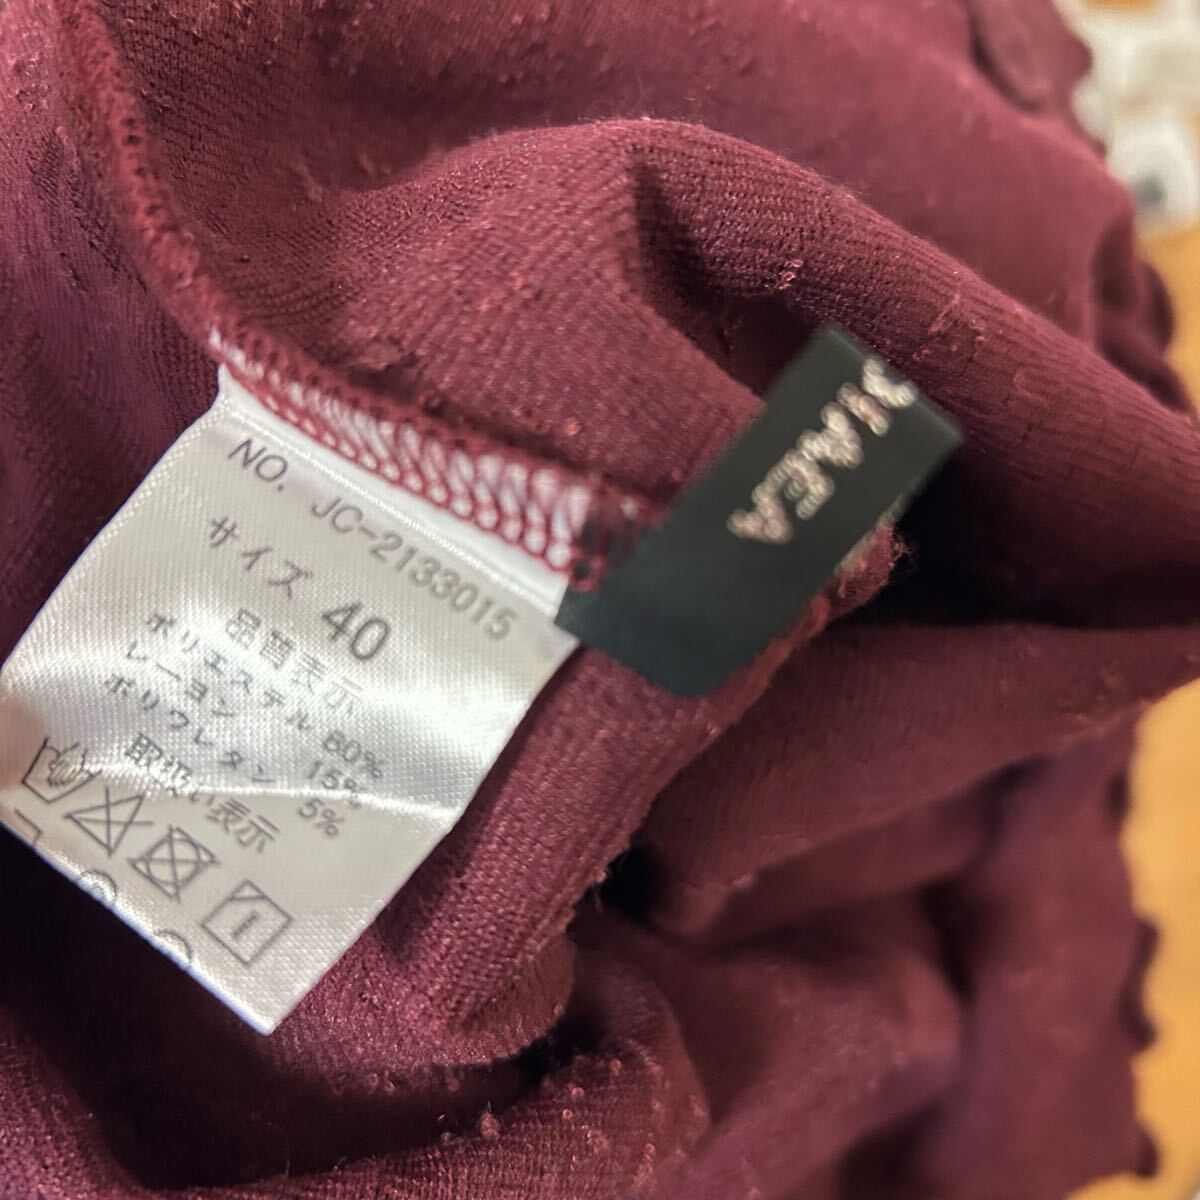 NO. JC-2133015
サイズ 40
品質表示
ポリエステル 80%
レーヨン 15%
ポリウレタン 5%
取扱い表示